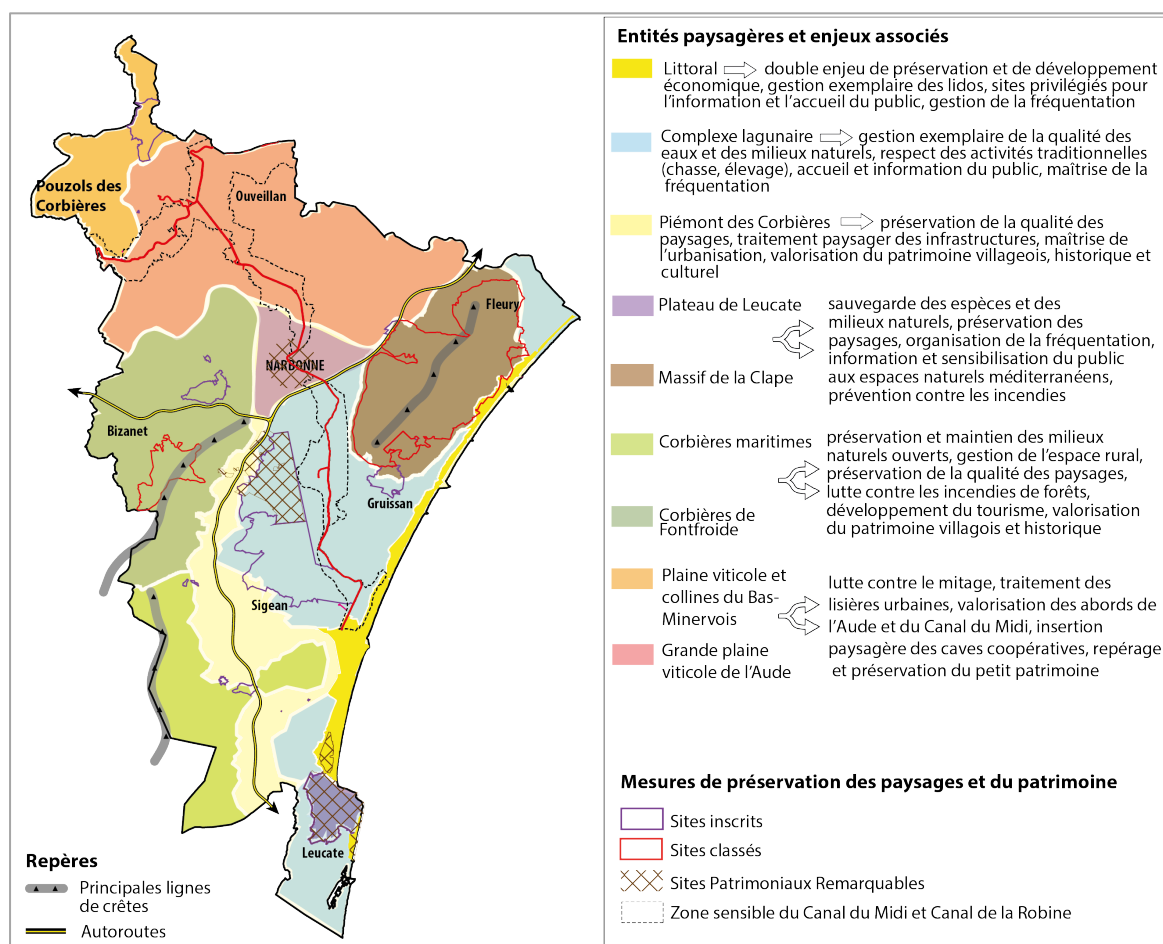 Pouzols des
Corbières
Ouveillan
Fleury
NARBONNE
Bizanet
Gruissan
Sigean
Leucate
Repères
Principales lignes
de crêtes
Autoroutes
Entités paysagères et enjeux associés
Littoral double enjeu de préservation et de développement
économique, gestion exemplaire des lidos, sites privilégiés pour
l'information et l'accueil du public, gestion de la fréquentation
Complexe lagunaire gestion exemplaire de la qualité des
eaux et des milieux naturels, respect des activités traditionnelles
(chasse, élevage), accueil et information du public, maîtrise de la
fréquentation
Piémont des Corbières préservation de la qualité des
paysages, traitement paysager des infrastructures, maîtrise de
l'urbanisation, valorisation du patrimoine villageois, historique et
culturel
Plateau de Leucate
Massif de la Clape
sauvegarde des espèces et des
milieux naturels, préservation des
paysages, organisation de la fréquentation,
information et sensibilisation du public
aux espaces naturels méditerranéens,
prévention contre les incendies
Corbières maritimes
Corbières de
Fontfroide
préservation et maintien des milieux
naturels ouverts, gestion de l'espace rural,
préservation de la qualité des paysages,
lutte contre les incendies de forêts,
développement du tourisme, valorisation
du patrimoine villagois et historique
Plaine viticole et
collines du Bas-
Minervois
Grande plaine
viticole de l'Aude
lutte contre le mitage, traitement des
lisières urbaines, valorisation des abords de
l'Aude et du Canal du Midi, insertion
paysagère des caves coopératives, repérage
et préservation du petit patrimoine
Mesures de préservation des paysages et du patrimoine
Sites inscrits
Sites classés
Sites Patrimoniaux Remarquables
Zone sensible du Canal du Midi et Canal de la Robine